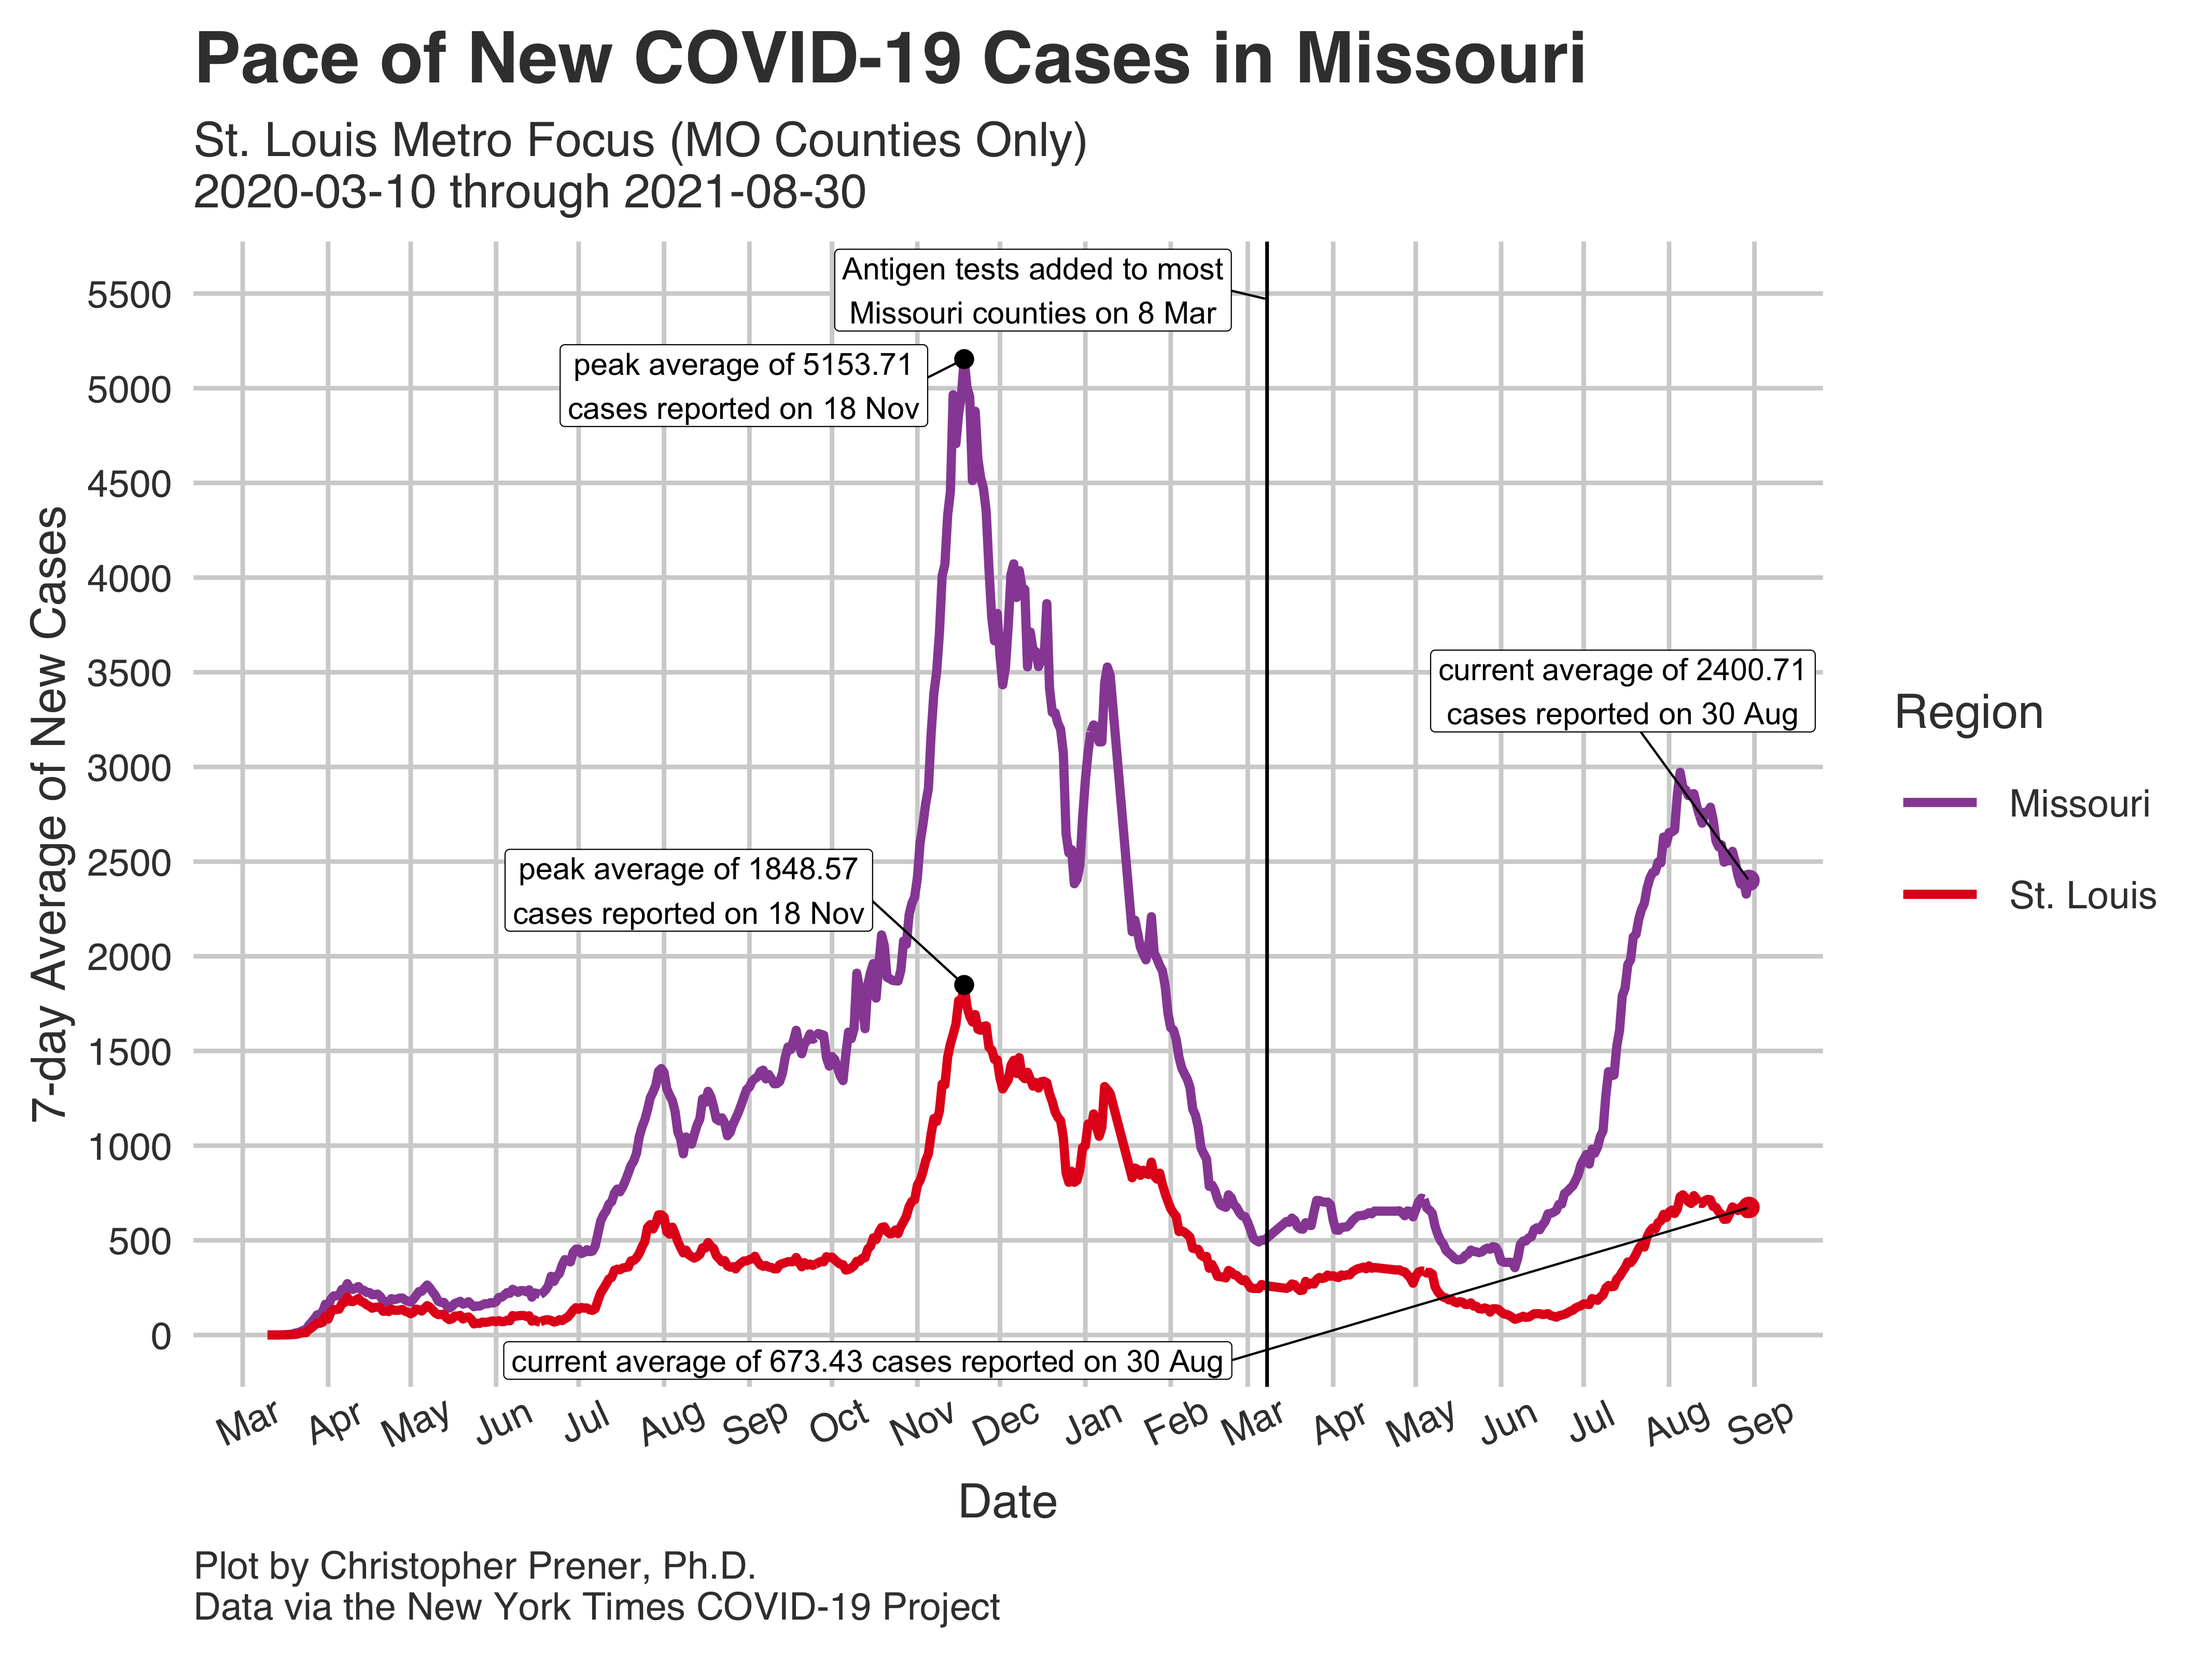 Pace of New COVID-19 Cases in Missouri
St. Louis Metro Focus (MO Counties Only)
2020-03-10 through 2021-08-30
Antigen tests added to most
Missouri counties on 8 Mar
peak average of 5153.71
cases reported on 18 Nov
current average of 2400.71
cases reported on 30 Aug
peak average of 1848.57
cases reported on 18 Nov
current average of 673.43 cases reported on 30 Aug
7-day Average of New Cases
5500
5000
4500
4000
3500
3000
2500
2000
1500
1000
500
0
Mar Apr May Jun Jul Aug Sep Oct Nov Dec Jan Feb Mar Apr May Jun Jul Aug Sep
Date
Region
Missouri
St. Louis
Plot by Christopher Prener, Ph.D.
Data via the New York Times COVID-19 Project